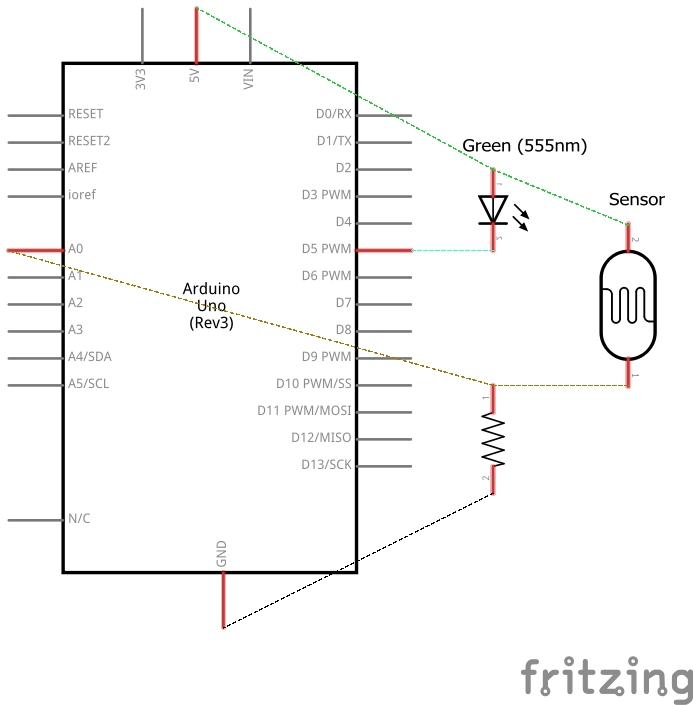 3V3
5V
VIN
RESET
RESET2
AREF
ioref
A0
A1
A2
A3
A4/SDA
A5/SCL
N/C
GND
Arduino
Uno
(Rev3)
D0/RX
D1/TX
D2
D3 PWM
D4
D5 PWM
D6 PWM
D7
D8
D9 PWM
D10 PWM/SS
D11 PWM/MOSI
D12/MISO
D13/SCK
Green (555nm)
Sensor
2
1
1
2
fritzing